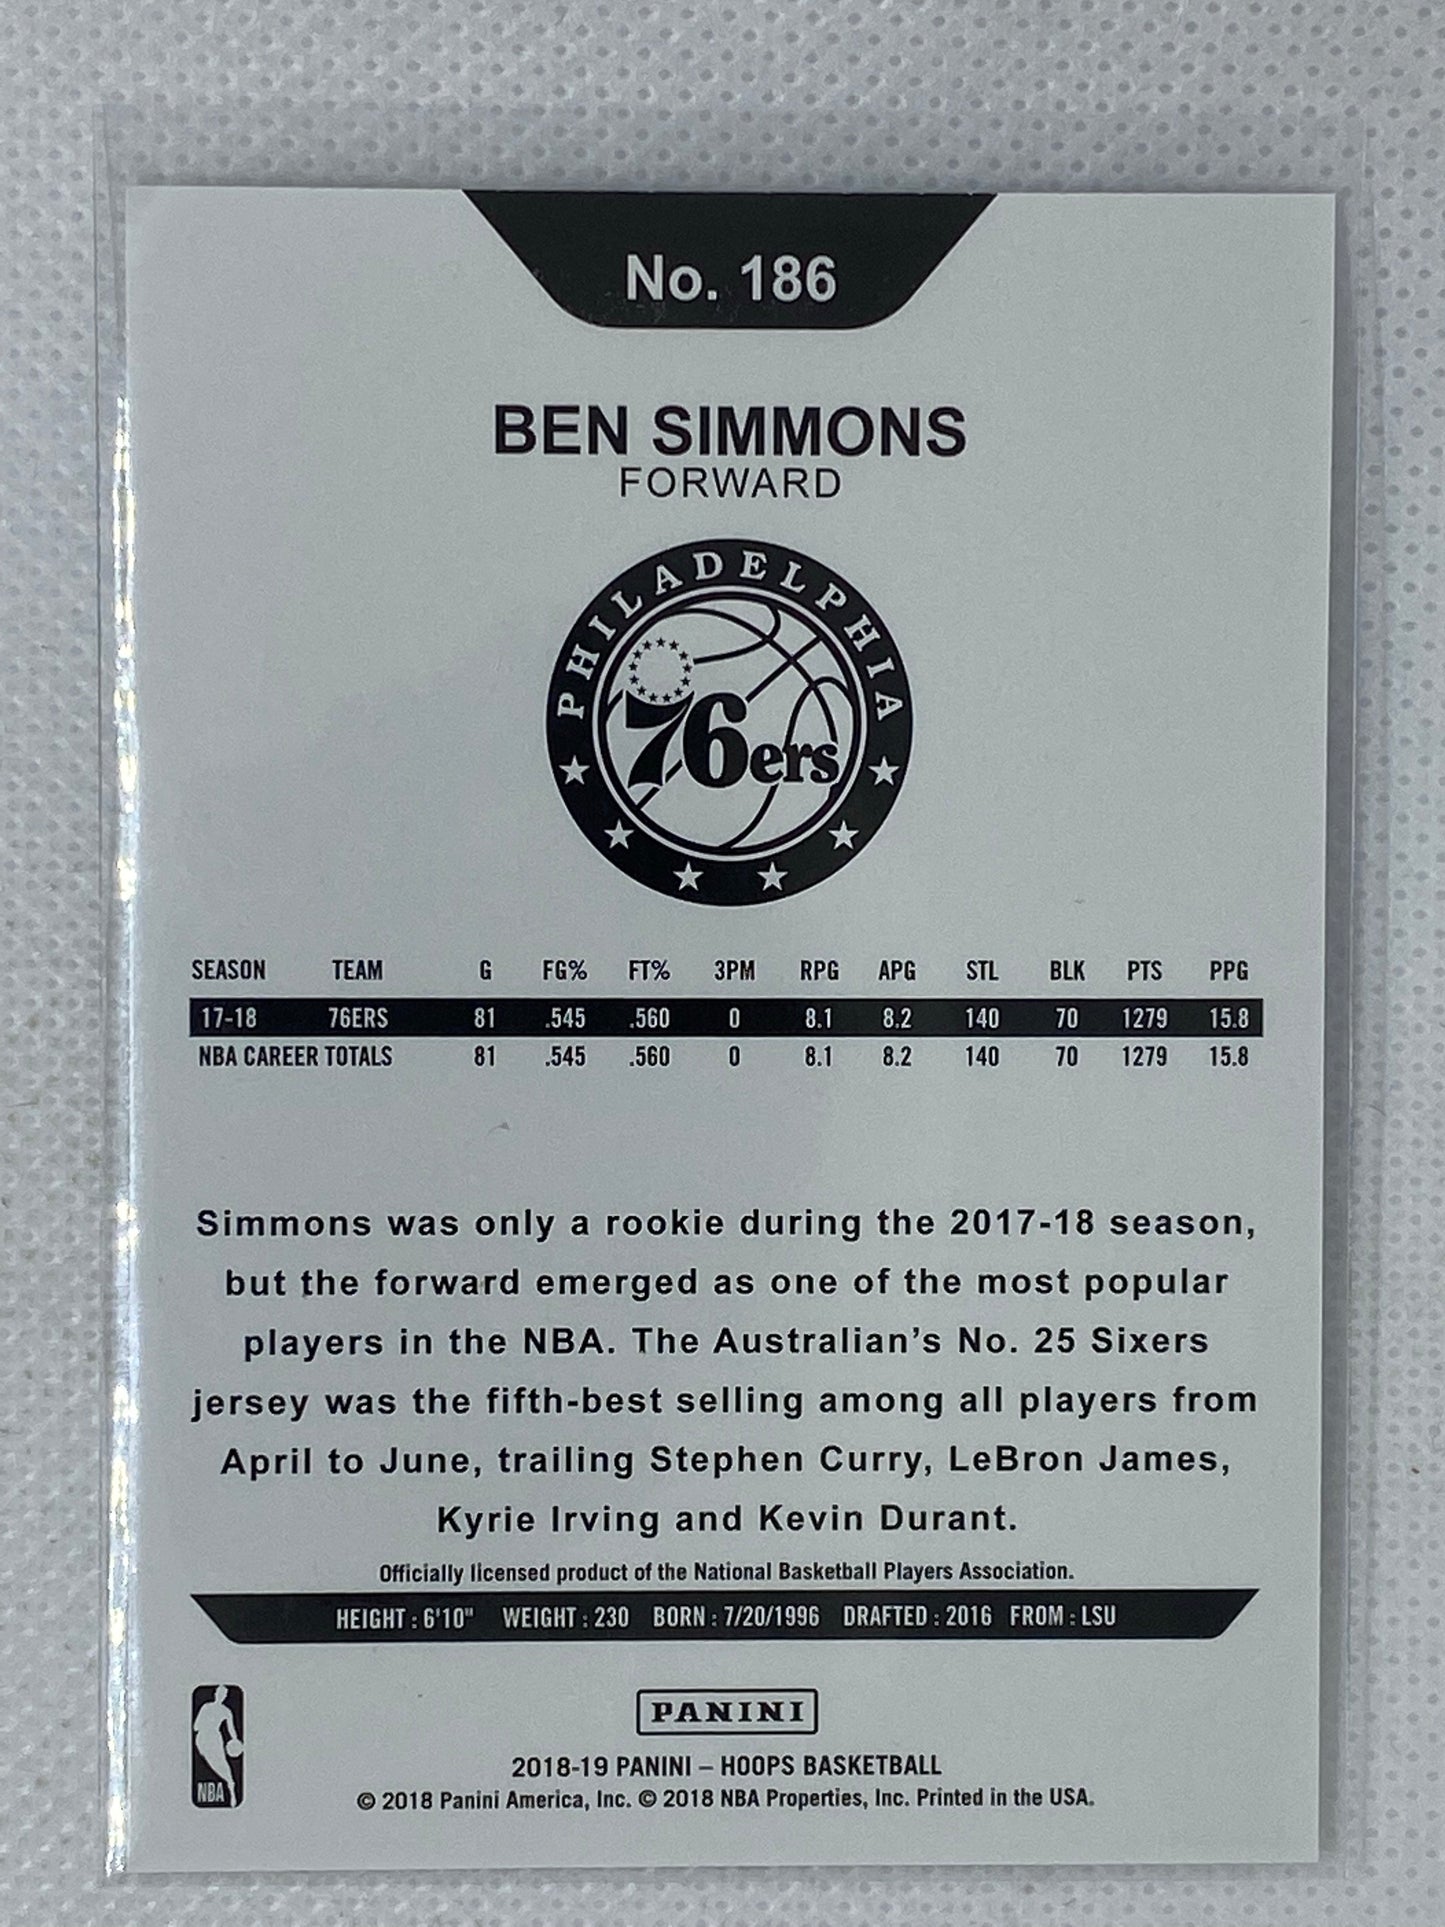 No. 186
BEN SIMMONS
FORWARD
PHILADELPHIA
76ers
SEASON TEAM G FG% FT% 3PM RPG APG STL BLK PTS PPG
17-18 76ERS 81 .545 .560 0 8.1 8.2 140 70 1279 15.8
NBA CAREER TOTALS 81 .545 .560 0 8.1 8.2 140 70 1279 15.8
Simmons was only a rookie during the 2017-18 season,
but the forward emerged as one of the most popular
players in the NBA. The Australian’s No. 25 Sixers
jersey was the fifth-best selling among all players from
April to June, trailing Stephen Curry, LeBron James,
Kyrie Irving and Kevin Durant.
Officially licensed product of the National Basketball Players Association.
HEIGHT : 6'10" WEIGHT : 230 BORN : 7/20/1996 DRAFTED : 2016 FROM : LSU
PANINI
NBA
2018-19 PANINI – HOOPS BASKETBALL
© 2018 Panini America, Inc. © 2018 NBA Properties, Inc. Printed in the USA.